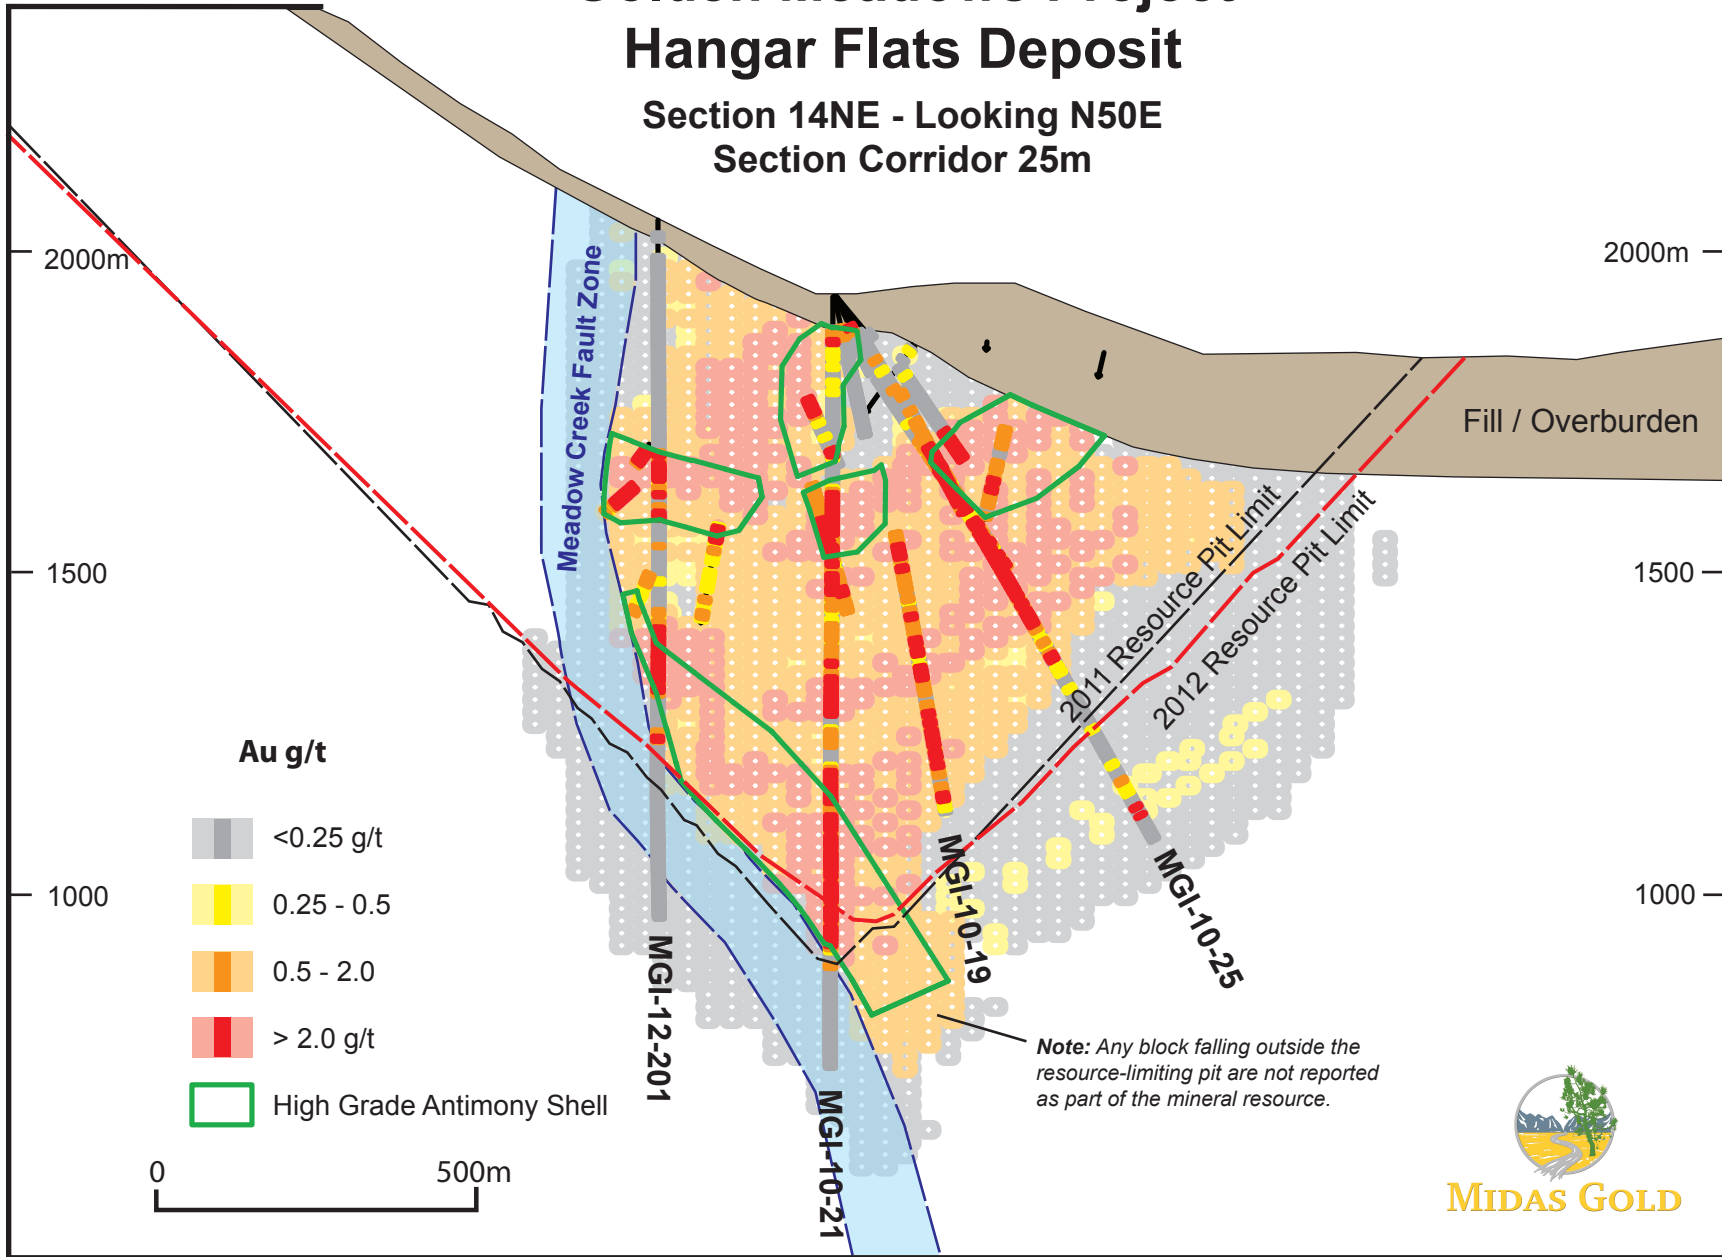 Hangar Flats Deposit
Section 14NE - Looking N50E
Section Corridor 25m
2000m
2000m
Meadow Creek Fault Zone
Fill / Overburden
1500
1500
2011 Resource Pit Limit
2012 Resource Pit Limit
Au g/t
<0.25 g/t
0.25 - 0.5
0.5 - 2.0
> 2.0 g/t
High Grade Antimony Shell
1000
1000
MGI-12-201
MGI-10-21
MGI-10-19
MGI-10-25
Note: Any block falling outside the
resource-limiting pit are not reported
as part of the mineral resource.
0
500m
MIDAS GOLD